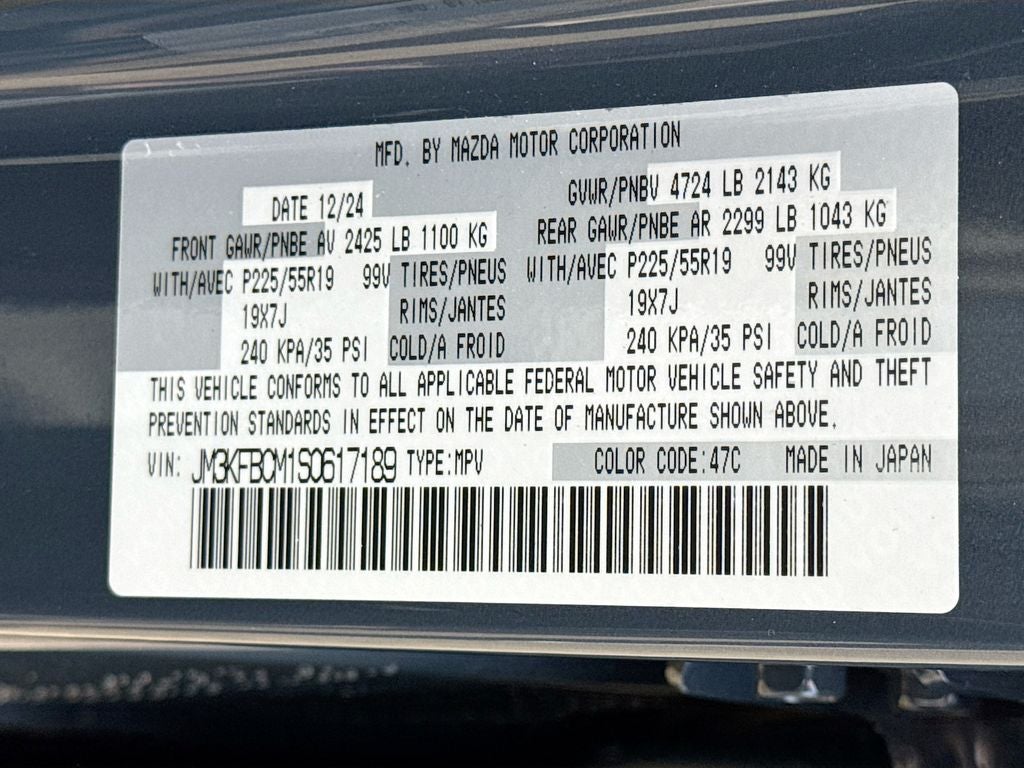 MFD. BY MAZDA MOTOR CORPORATION
DATE 12/24 GVWR/PNBV 4724 LB 2143 KG
FRONT GAWR/PNBE AV 2425 LB 1100 KG REAR GAWR/PNBE AR 2299 LB 1043 KG
WITH/AVEC P225/55R19 99V TIRES/PNEUS WITH/AVEC P225/55R19 99V TIRES/PNEUS
19X7J RIMS/JANTES 19X7J RIMS/JANTES
240 KPA/35 PSI COLD/A FROID 240 KPA/35 PSI COLD/A FROID
THIS VEHICLE CONFORMS TO ALL APPLICABLE FEDERAL MOTOR VEHICLE SAFETY AND THEFT
PREVENTION STANDARDS IN EFFECT ON THE DATE OF MANUFACTURE SHOWN ABOVE.
VIN: JM3KFBCM1S0617189 TYPE:MPV COLOR CODE:47C MADE IN JAPAN